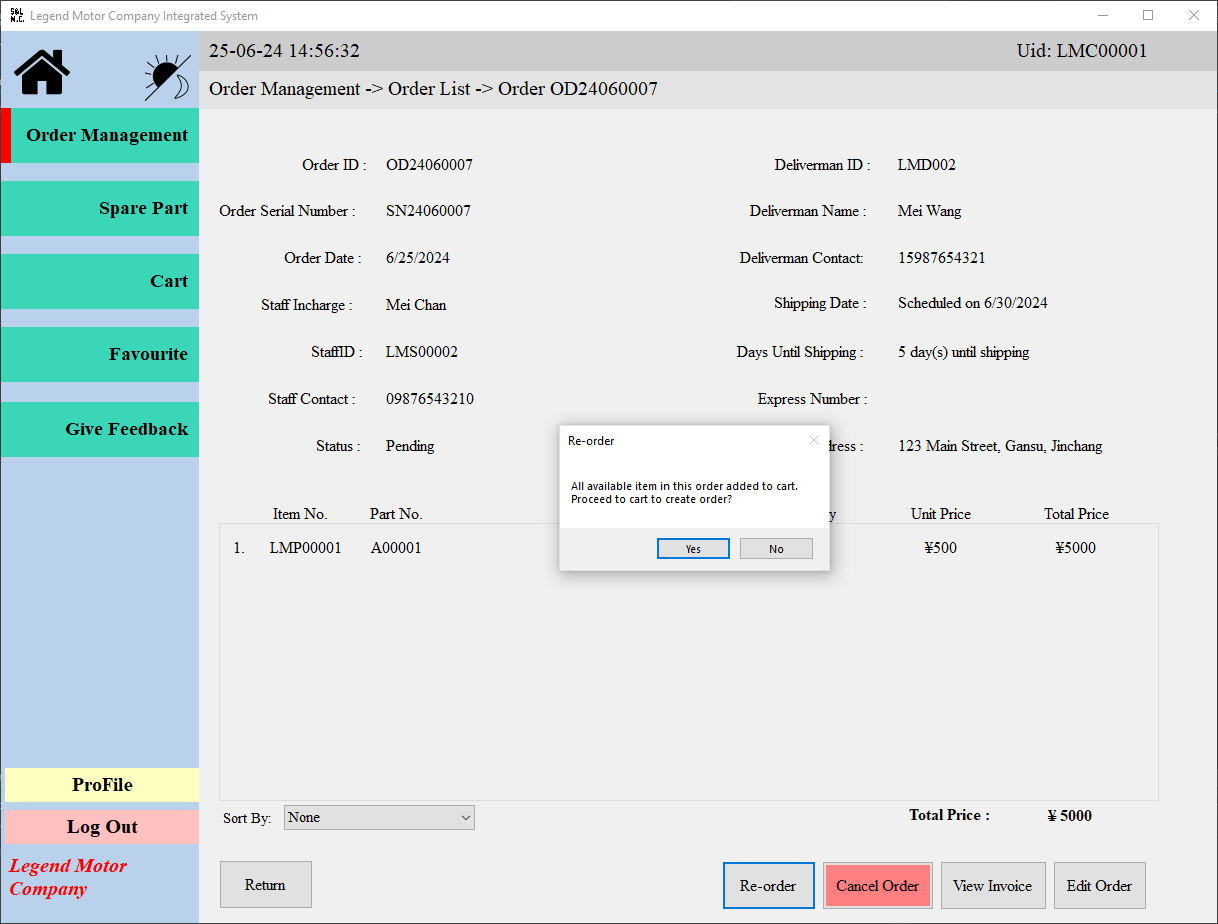 S&L
M.C.
Legend Motor Company Integrated System
25-06-24 14:56:32
Uid: LMC00001
Order Management -> Order List -> Order OD24060007
Order Management
Spare Part
Cart
Favourite
Give Feedback
ProFile
Log Out
Legend Motor
Company
Order ID : OD24060007
Deliverman ID : LMD002
Order Serial Number : SN24060007
Deliverman Name : Mei Wang
Order Date : 6/25/2024
Deliverman Contact: 15987654321
Staff Incharge : Mei Chan
Shipping Date : Scheduled on 6/30/2024
StaffID : LMS00002
Days Until Shipping : 5 day(s) until shipping
Staff Contact : 09876543210
Express Number :
Status : Pending
123 Main Street, Gansu, Jinchang
Re-order
All available item in this order added to cart.
Proceed to cart to create order?
Yes No
Item No. Part No. Unit Price Total Price
1. LMP00001 A00001 ¥500 ¥5000
Sort By: None
Total Price : ¥ 5000
Return
Re-order
Cancel Order
View Invoice
Edit Order